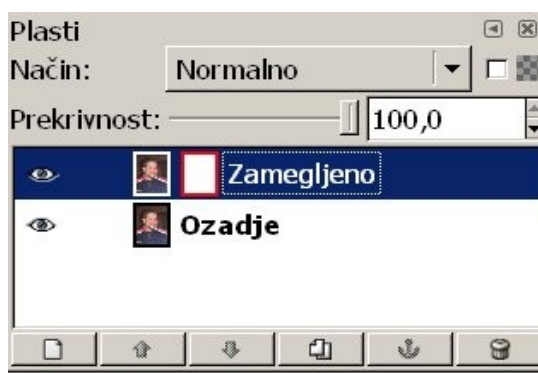 Plasti
Način: Normalno
Prekrivnost: 100,0
Zamegljeno
Ozadje